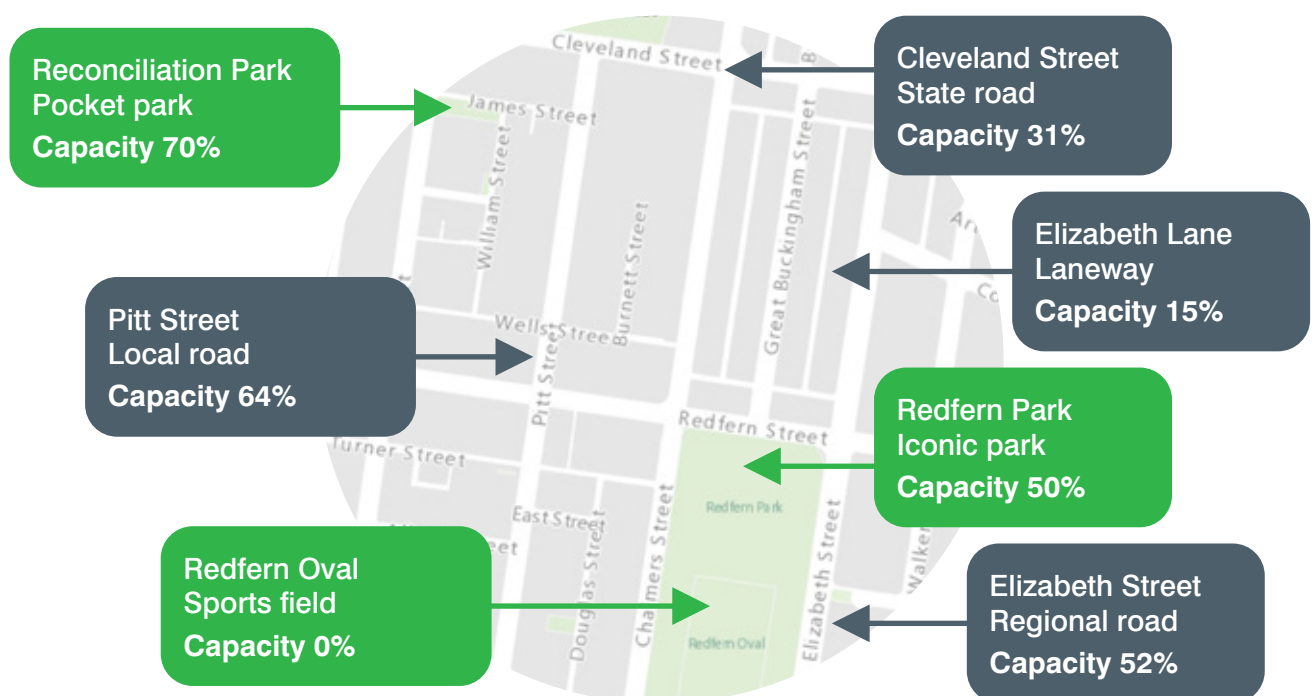 Reconciliation Park
Pocket park
Capacity 70%
Cleveland Street
State road
Capacity 31%
Elizabeth Lane
Laneway
Capacity 15%
Pitt Street
Local road
Capacity 64%
Redfern Park
Iconic park
Capacity 50%
Redfern Oval
Sports field
Capacity 0%
Elizabeth Street
Regional road
Capacity 52%
Cleveland Street
James Street
William Street
Burnett Street
Great Buckingham Street
Wells Street
Pitt Street
Redfern Street
Turner Street
Redfern Park
East Street
Douglas Street
Chalmers Street
Elizabeth Street
Walker
Redfern Oval